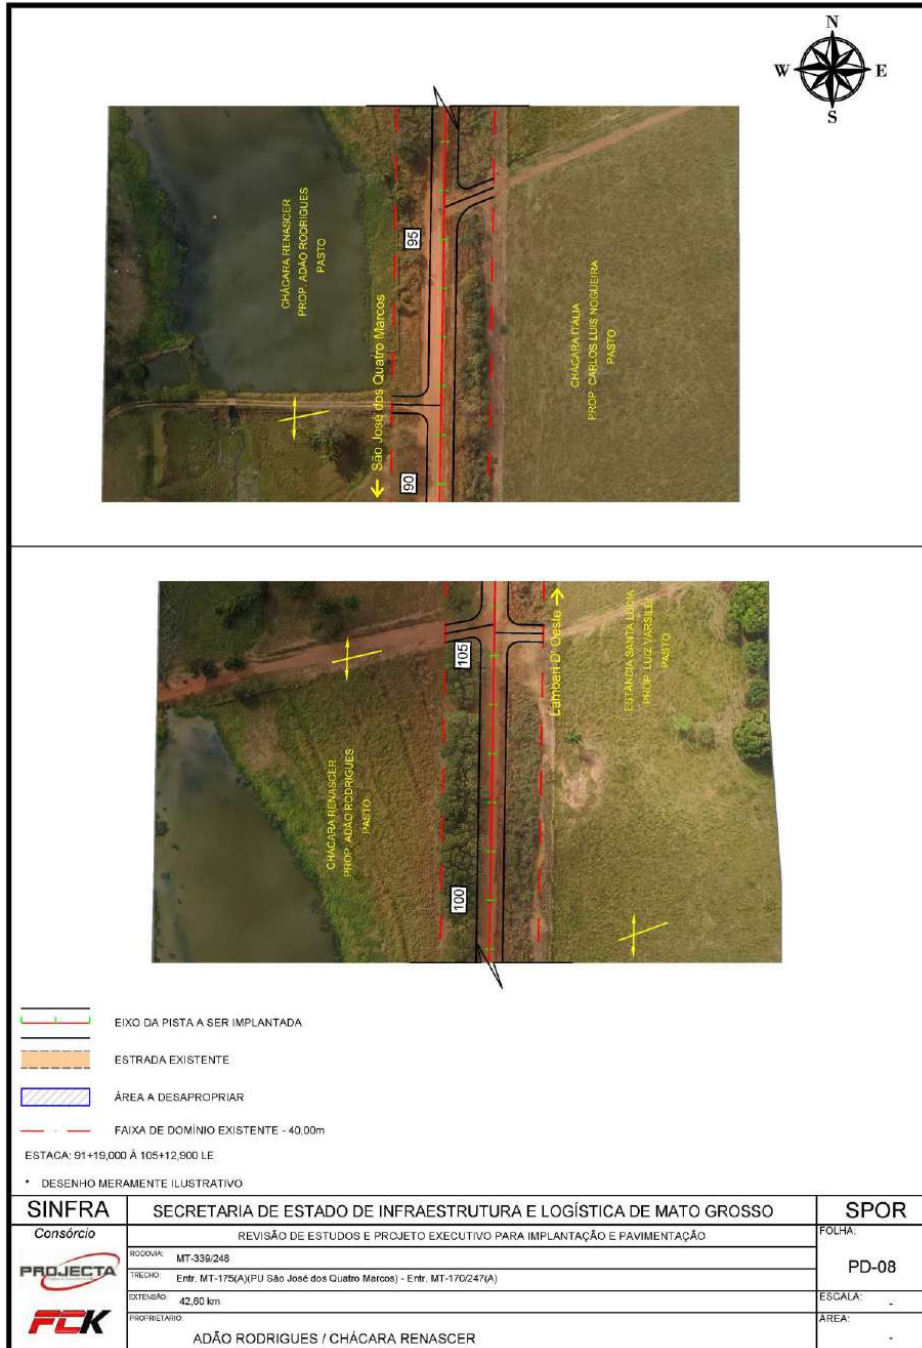 N
W E
S
CHÁCARA RENASCER
PROP. ADÃO RODRIGUES
PASTO
95
São José dos Quatro Marcos
90
CHÁCARA ITÁLIA
PROP. CARLOS LUIS NOGUEIRA
PASTO
105
Lambari D' Oeste
ESTÂNCIA SANTA LUCIA
PROP. LUIZ VARSILE
PASTO
CHÁCARA RENASCER
PROP. ADÃO RODRIGUES
PASTO
100
EIXO DA PISTA A SER IMPLANTADA
ESTRADA EXISTENTE
ÁREA A DESAPROPRIAR
FAIXA DE DOMÍNIO EXISTENTE - 40,00m
ESTACA: 91+19,000 À 105+12,900 LE
* DESENHO MERAMENTE ILUSTRATIVO
SINFRA
Consórcio
PROJECTA
FCK
SECRETARIA DE ESTADO DE INFRAESTRUTURA E LOGÍSTICA DE MATO GROSSO
REVISÃO DE ESTUDOS E PROJETO EXECUTIVO PARA IMPLANTAÇÃO E PAVIMENTAÇÃO
RODOVIA: MT-339/248
TRECHO: Entr. MT-175(A)(PU São José dos Quatro Marcos) - Entr. MT-170/247(A)
EXTENSÃO: 42,60 km
PROPRIETÁRIO:
ADÃO RODRIGUES / CHÁCARA RENASCER
SPOR
FOLHA:
PD-08
ESCALA: -
ÁREA: -